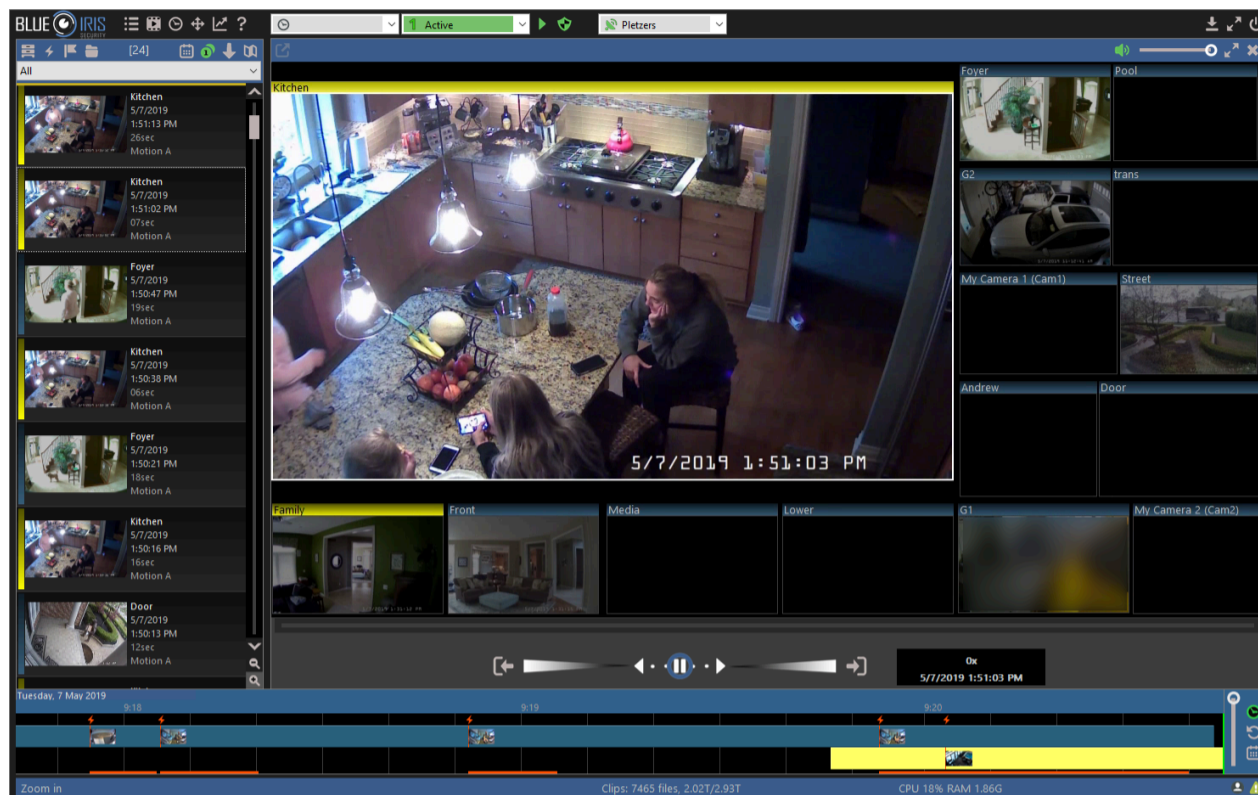 BLUE IRIS
SECURITY
?
1 Active
Pletzers
[24]
1
All
Kitchen
5/7/2019
1:51:13 PM
26sec
Motion A
Kitchen
5/7/2019
1:51:02 PM
07sec
Motion A
Foyer
5/7/2019
1:50:47 PM
19sec
Motion A
Kitchen
5/7/2019
1:50:38 PM
06sec
Motion A
Foyer
5/7/2019
1:50:21 PM
18sec
Motion A
Kitchen
5/7/2019
1:50:16 PM
16sec
Motion A
Door
5/7/2019
1:50:13 PM
12sec
Motion A
Kitchen
5/7/2019 1:51:03 PM
Foyer
Pool
G2
trans
My Camera 1 (Cam1)
Street
Andrew
Door
Family
Front
Media
Lower
G1
My Camera 2 (Cam2)
0x
5/7/2019 1:51:03 PM
Tuesday, 7 May 2019
9:18
9:19
9:20
Zoom in
Clips: 7465 files, 2.02T/2.93T
CPU 18% RAM 1.86G